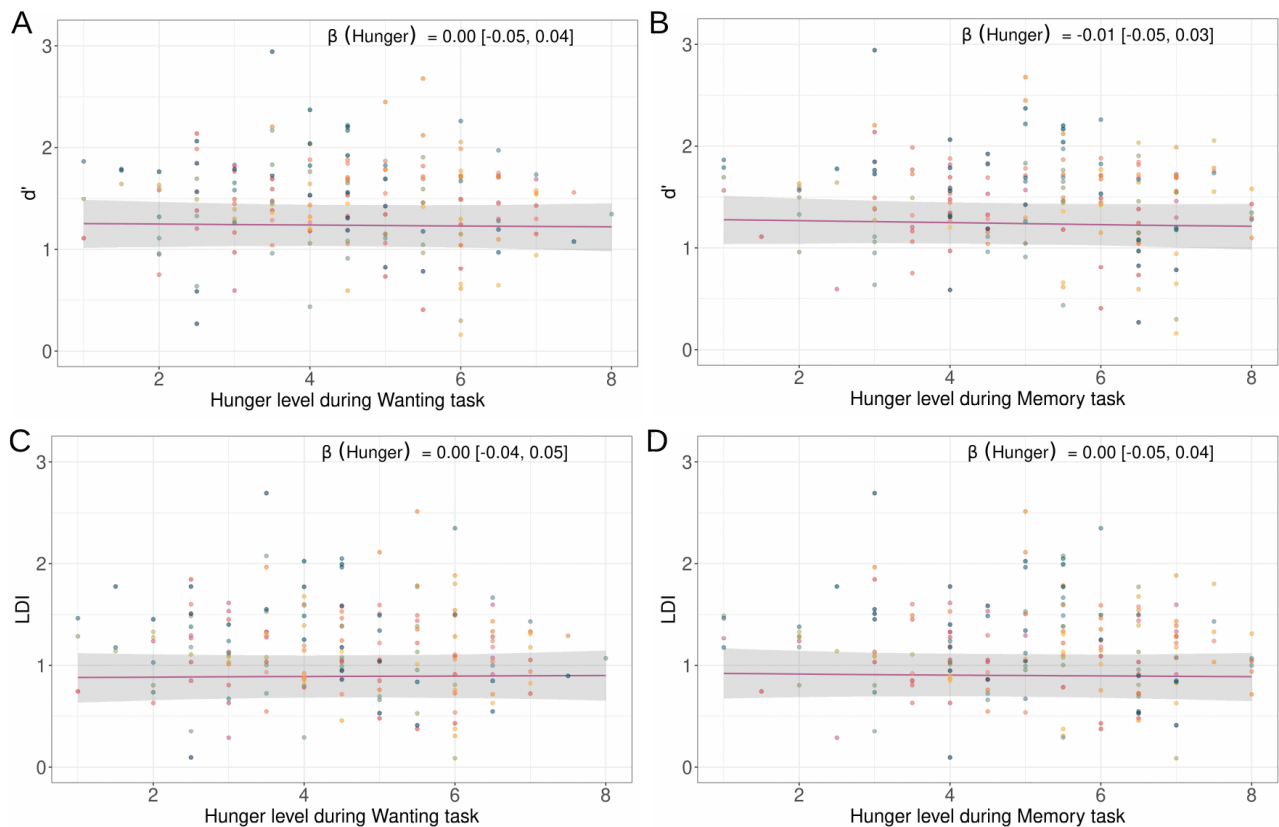 A
β (Hunger) = 0.00 [-0.05, 0.04]
3
2
1
0
d'
2
4
6
8
Hunger level during Wanting task
B
β (Hunger) = -0.01 [-0.05, 0.03]
3
2
1
0
d'
2
4
6
8
Hunger level during Memory task
C
β (Hunger) = 0.00 [-0.04, 0.05]
3
2
1
0
LDI
2
4
6
8
Hunger level during Wanting task
D
β (Hunger) = 0.00 [-0.05, 0.04]
3
2
1
0
LDI
2
4
6
8
Hunger level during Memory task